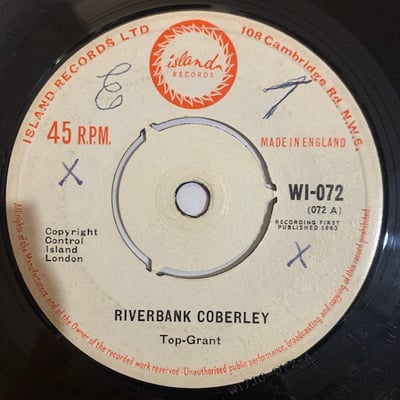 ISLAND RECORDS LTD
108 Cambridge Rd. N.W.6.
island
RECORDS
E
T
45 R.P.M.
MADE IN ENGLAND
X
WI-072
(072 A)
RECORDING FIRST
PUBLISHED 1963
Copyright
Control
Island
London
X
RIVERBANK COBERLEY
Top-Grant
All rights of the Manufacturers and of the Owner of the recorded work reserved - Unauthorised public performance, broadcasting and copying of this record prohibited.